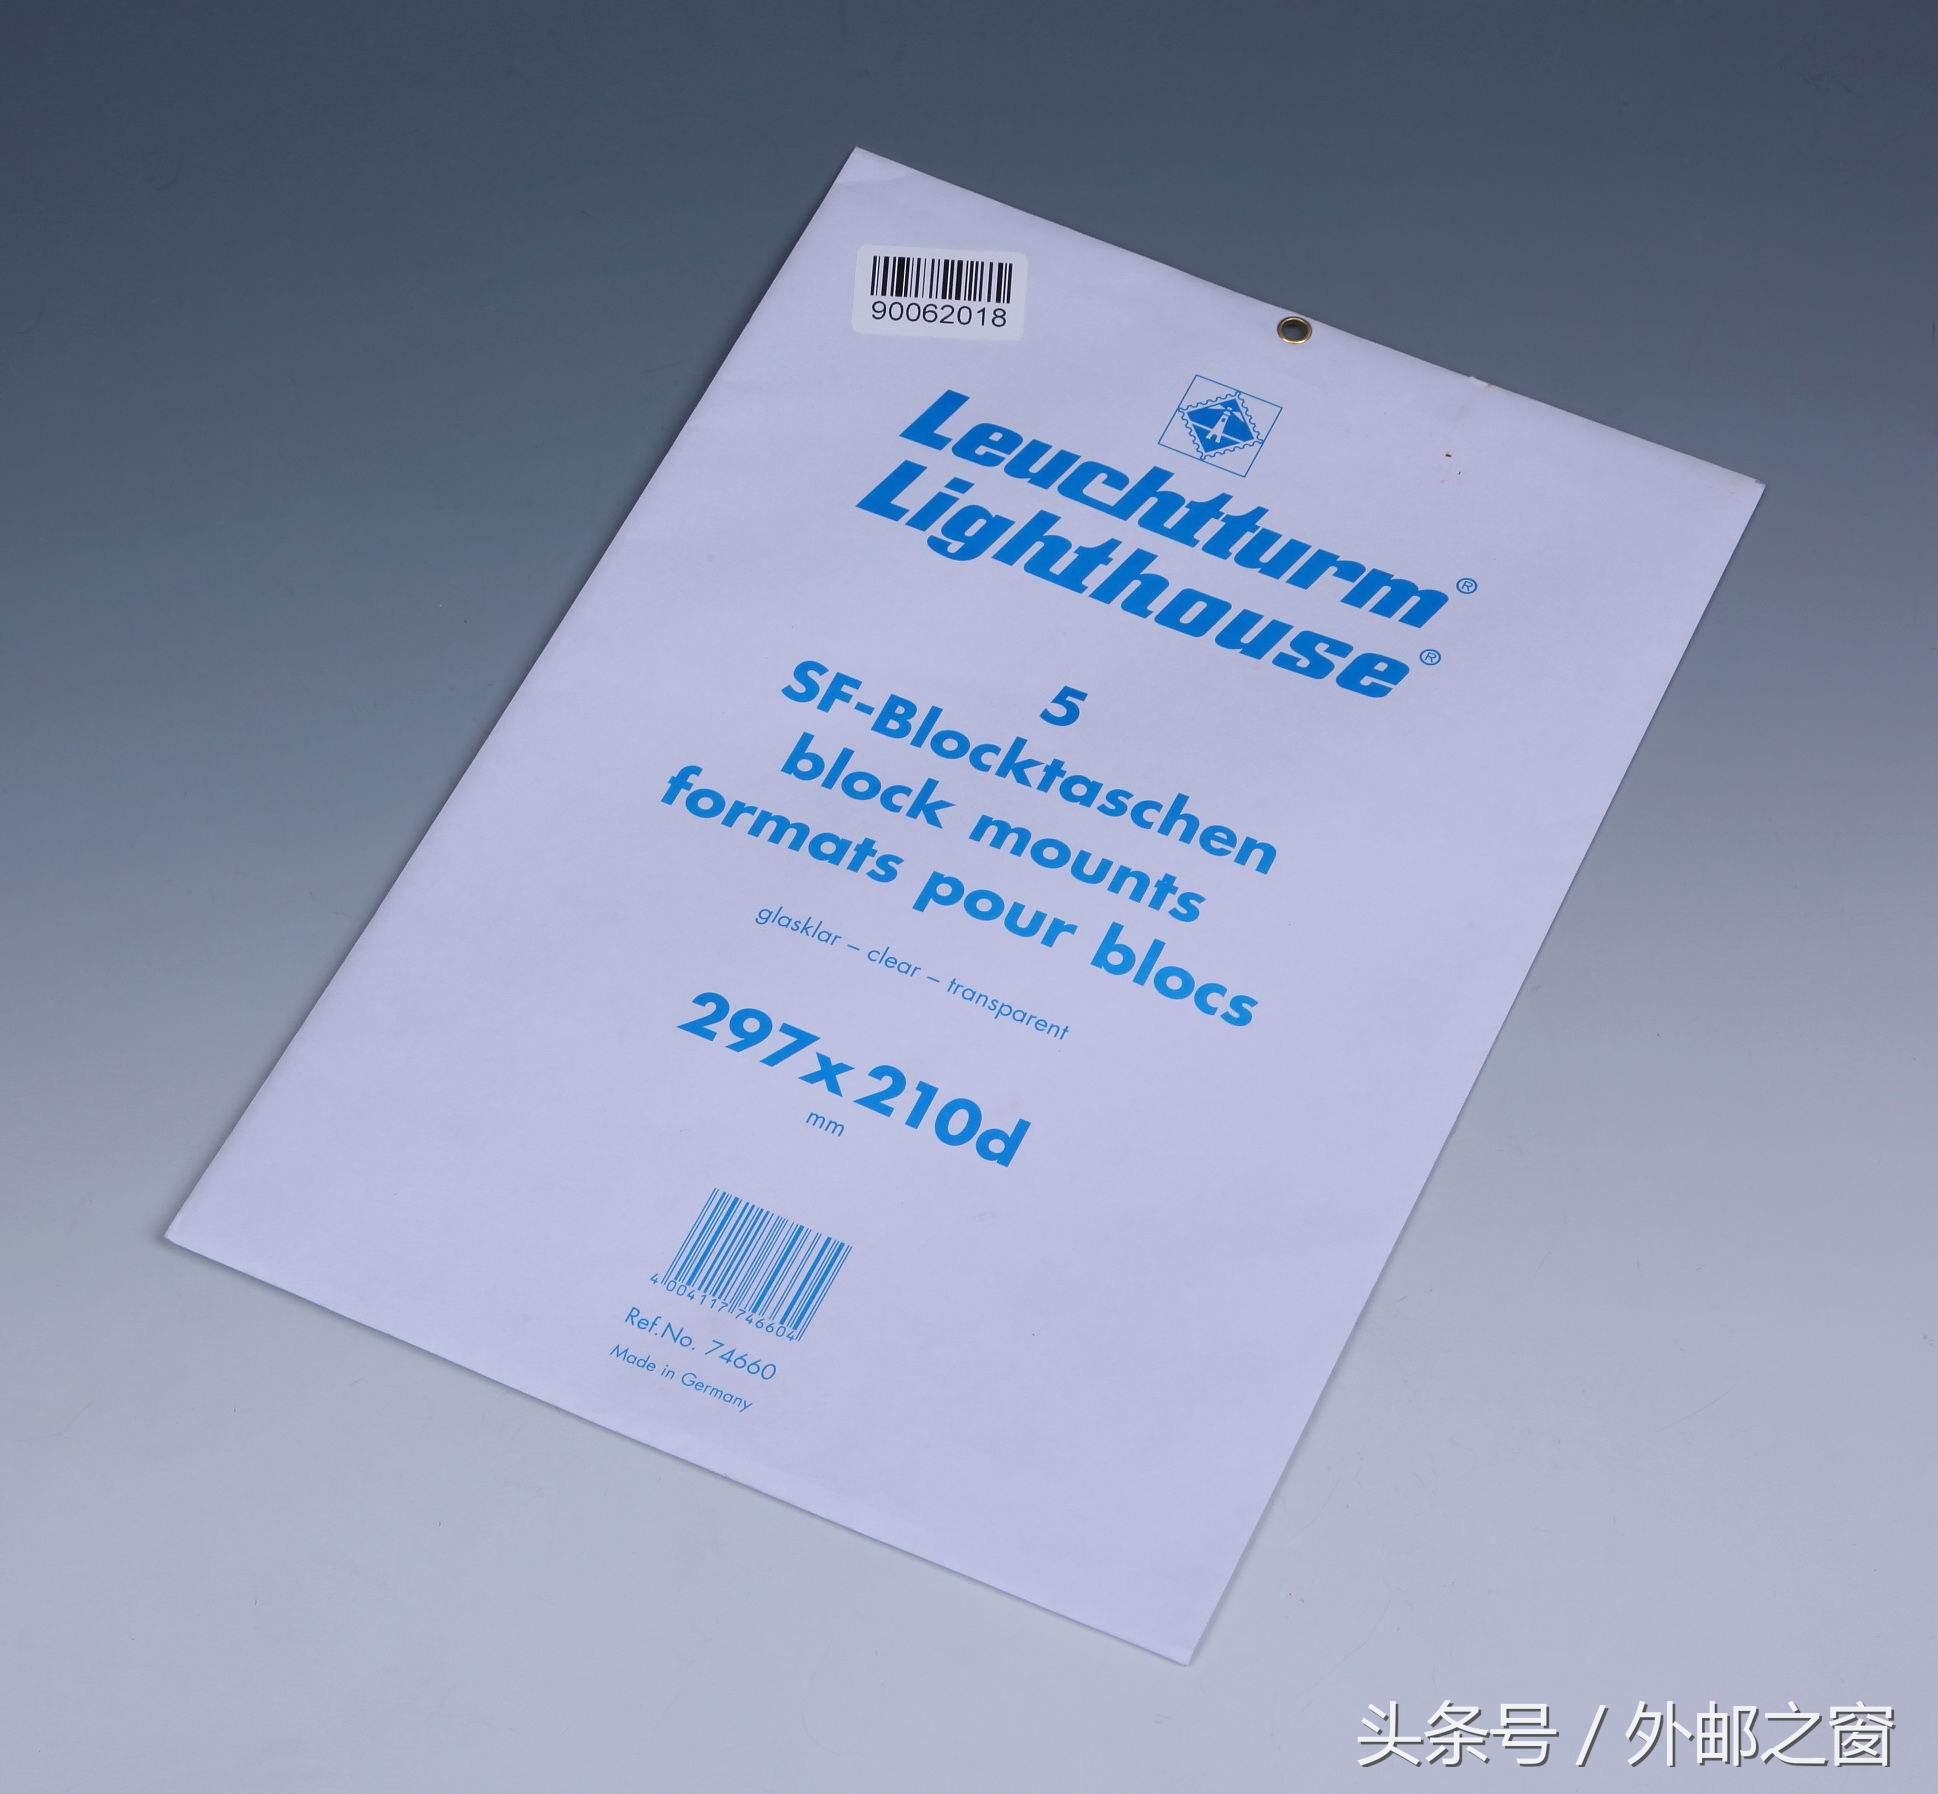 90062018
Leuchtturm®
Lighthouse®
5
SF-Blocktaschen
block mounts
formats pour blocs
glasklar – clear – transparent
297x210d
mm
4 004117 746604
Ref.No. 74660
Made in Germany
头条号 / 外邮之窗